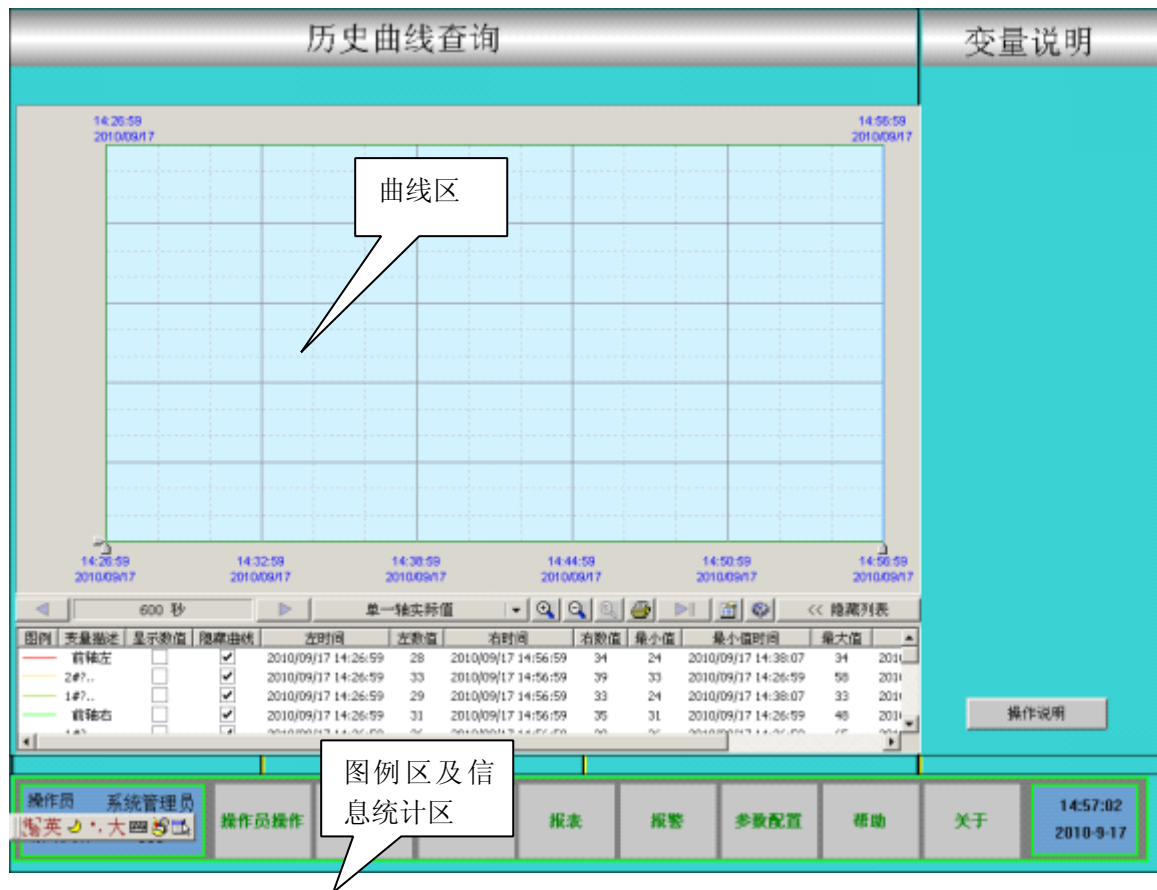 历史曲线查询
变量说明
14:26:59
2010/09/17
14:56:59
2010/09/17
曲线区
14:26:59
2010/09/17
14:32:59
2010/09/17
14:38:59
2010/09/17
14:44:59
2010/09/17
14:50:59
2010/09/17
14:56:59
2010/09/17
600 秒 单一轴实际值 << 隐藏列表
图例 变量描述 显示数值 隐藏曲线 左时间 左数值 右时间 右数值 最小值 最小值时间 最大值
前轴左 2010/09/17 14:26:59 28 2010/09/17 14:56:59 34 24 2010/09/17 14:38:07 34 201
2#?.. 2010/09/17 14:26:59 33 2010/09/17 14:56:59 39 33 2010/09/17 14:26:59 58 201
1#?.. 2010/09/17 14:26:59 29 2010/09/17 14:56:59 33 24 2010/09/17 14:38:07 33 201
前轴右 2010/09/17 14:26:59 31 2010/09/17 14:56:59 35 31 2010/09/17 14:26:59 48 201
操作说明
图例区及信
息统计区
操作员 系统管理员
英 大
操作员操作
报表
报警
参数配置
帮助
关于
14:57:02
2010-9-17